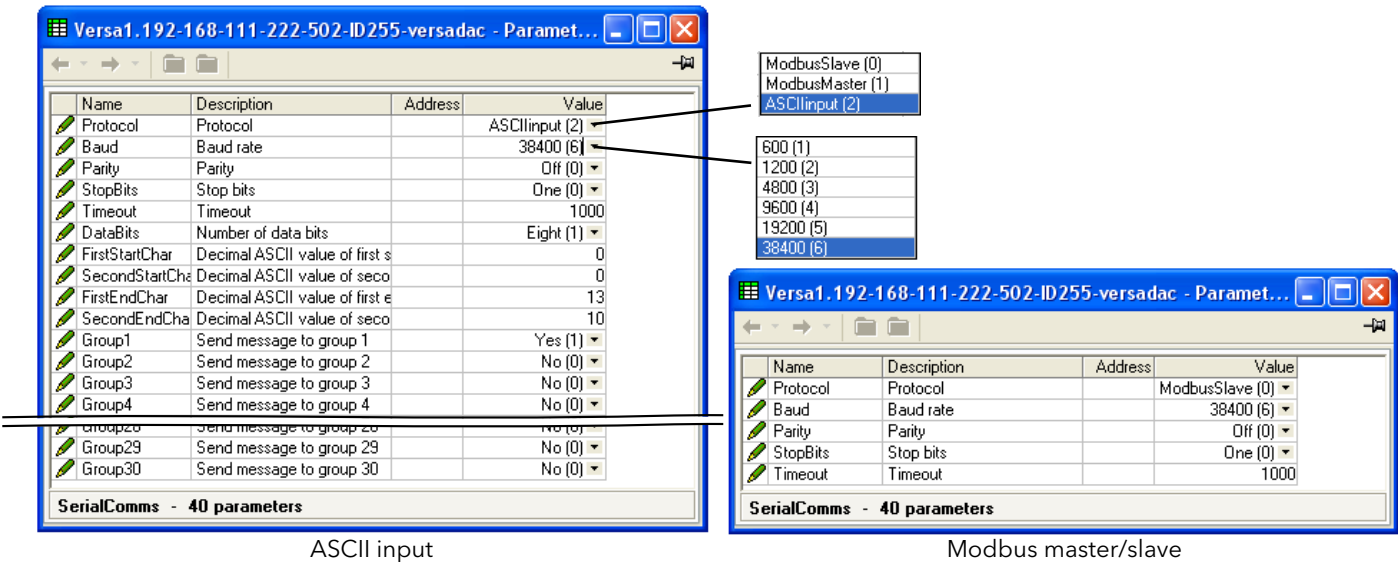 Versa1.192-168-111-222-502-ID255-versadac - Paramet...
Name Description Address Value
Protocol Protocol ASCIIinput (2)
Baud Baud rate 38400 (6)
Parity Parity Off (0)
StopBits Stop bits One (0)
Timeout Timeout 1000
DataBits Number of data bits Eight (1)
FirstStartChar Decimal ASCII value of first s 0
SecondStartCha Decimal ASCII value of seco 0
FirstEndChar Decimal ASCII value of first e 13
SecondEndCha Decimal ASCII value of seco 10
Group1 Send message to group 1 Yes (1)
Group2 Send message to group 2 No (0)
Group3 Send message to group 3 No (0)
Group4 Send message to group 4 No (0)
Group28 Send message to group 28 No (0)
Group29 Send message to group 29 No (0)
Group30 Send message to group 30 No (0)
SerialComms - 40 parameters
ASCII input
ModbusSlave (0)
ModbusMaster (1)
ASCIIinput (2)
600 (1)
1200 (2)
4800 (3)
9600 (4)
19200 (5)
38400 (6)
Versa1.192-168-111-222-502-ID255-versadac - Paramet...
Name Description Address Value
Protocol Protocol ModbusSlave (0)
Baud Baud rate 38400 (6)
Parity Parity Off (0)
StopBits Stop bits One (0)
Timeout Timeout 1000
SerialComms - 40 parameters
Modbus master/slave